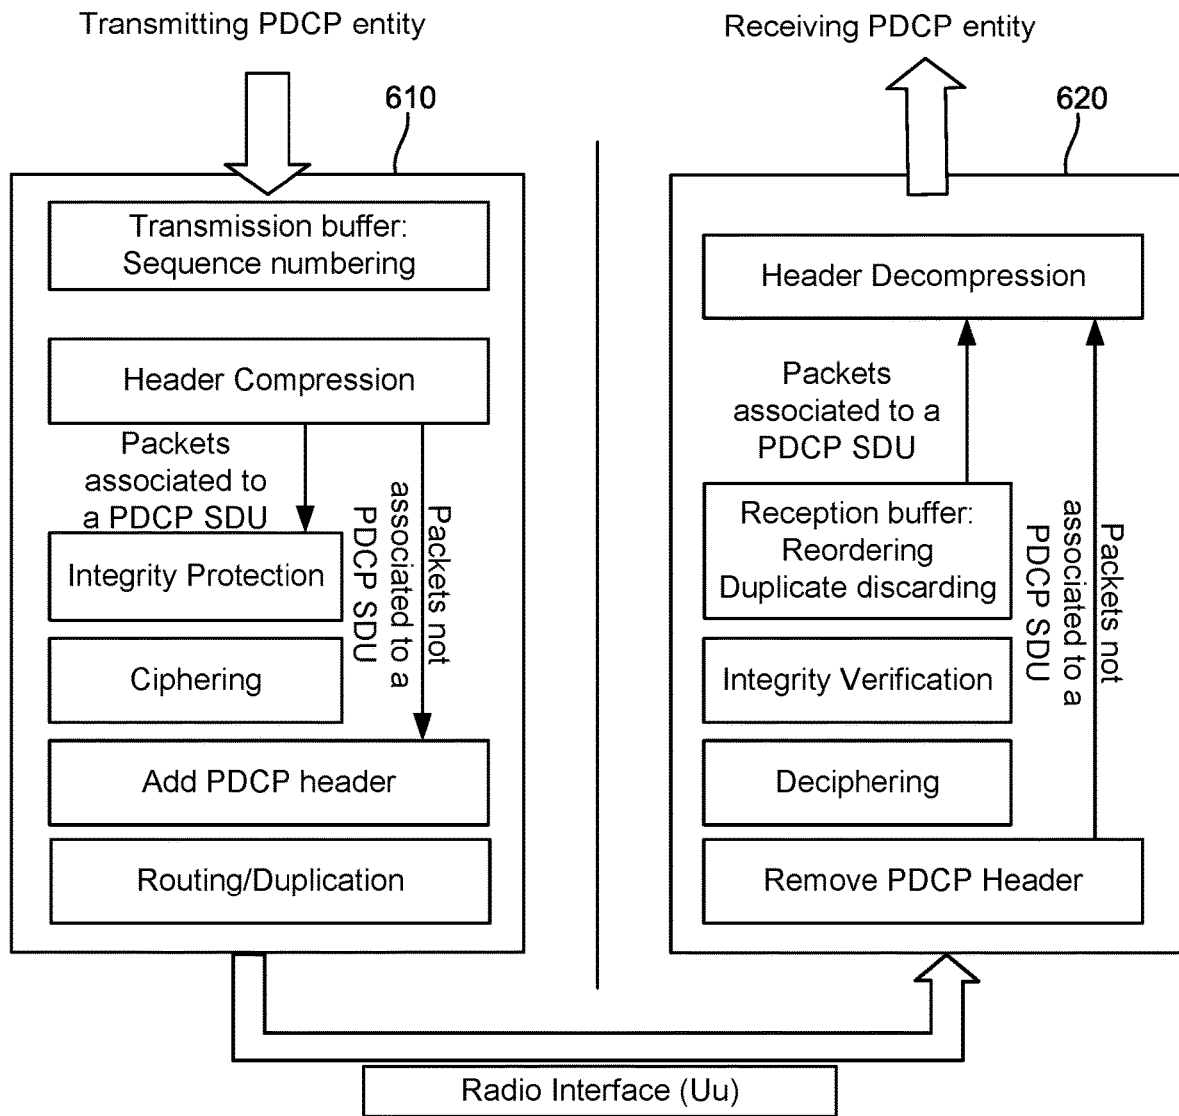 Transmitting PDCP entity
610
Transmission buffer:
Sequence numbering
Header Compression
Packets
associated to
a PDCP SDU
Packets not
associated to a
PDCP SDU
Integrity Protection
Ciphering
Add PDCP header
Routing/Duplication
Receiving PDCP entity
620
Header Decompression
Packets
associated to a
PDCP SDU
Reception buffer:
Reordering
Duplicate discarding
Packets not
associated to a
PDCP SDU
Integrity Verification
Deciphering
Remove PDCP Header
Radio Interface (Uu)